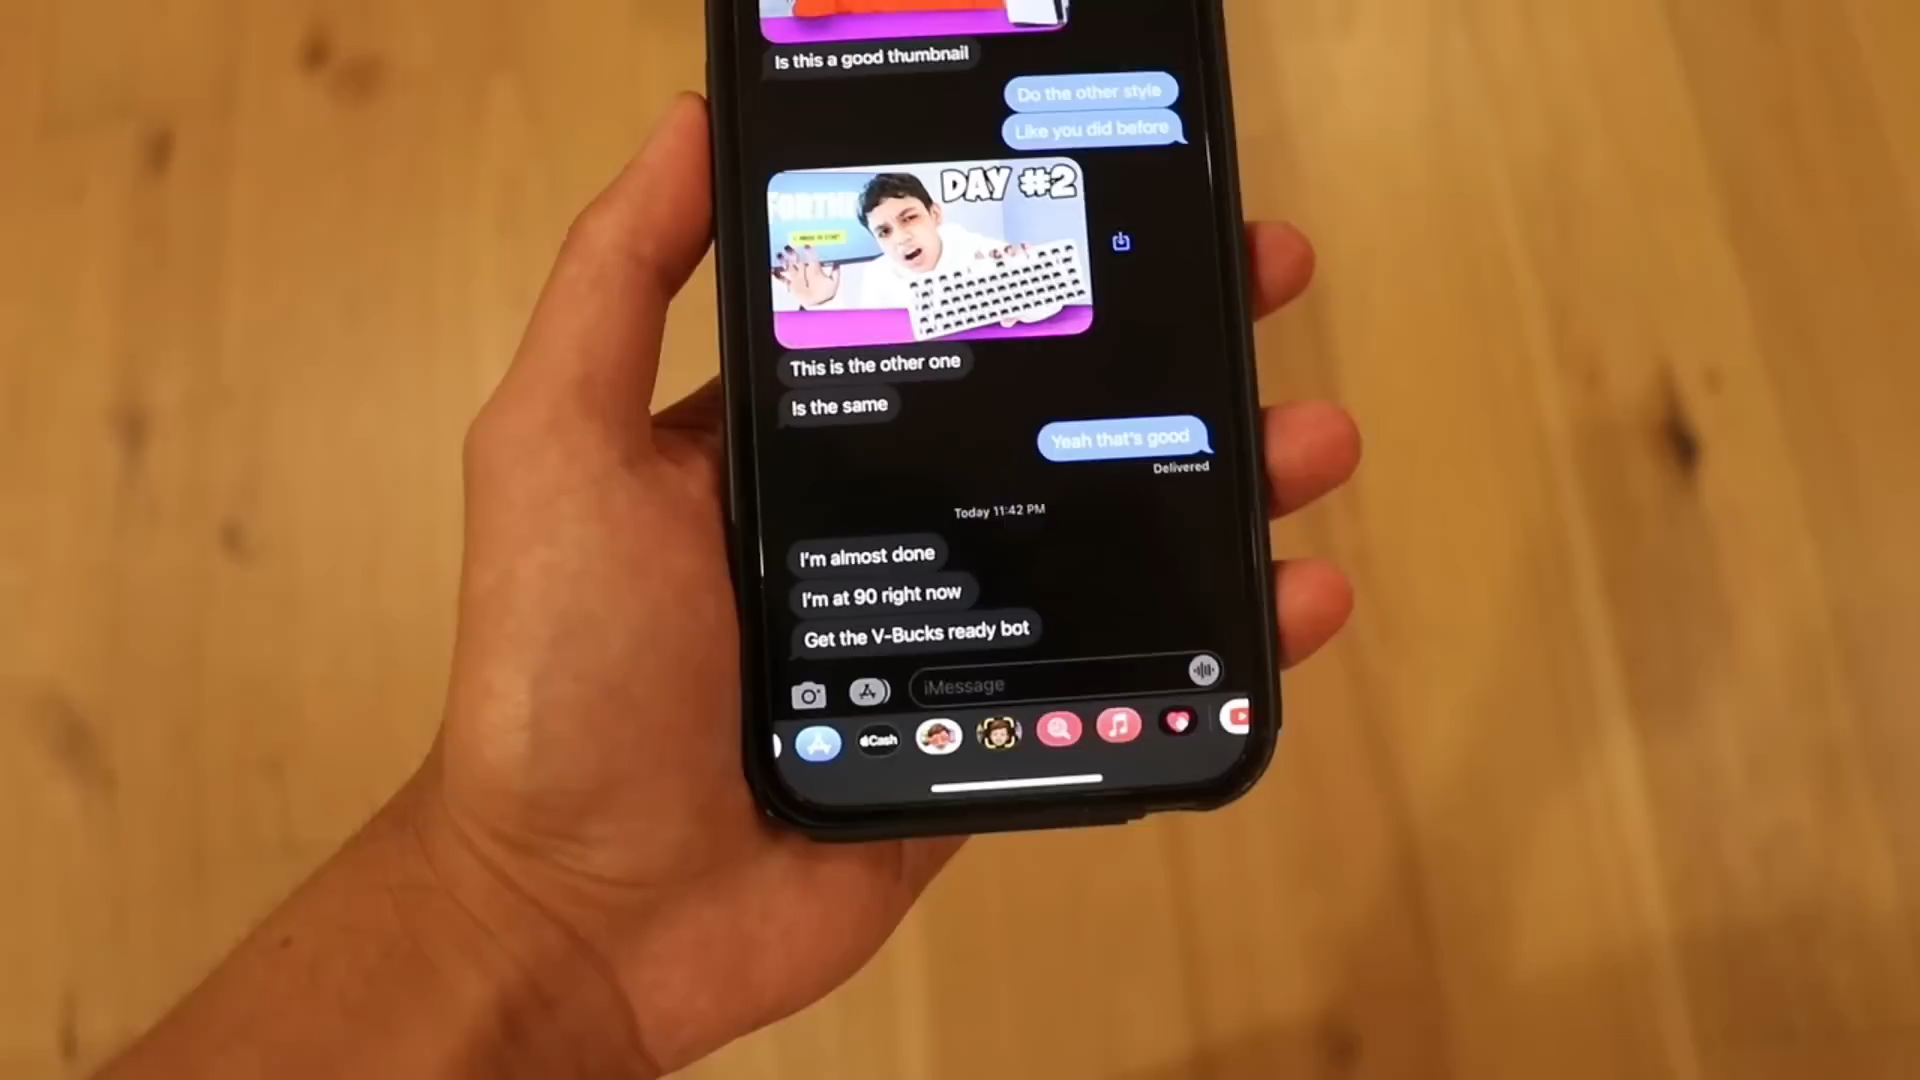 Is this a good thumbnail
Do the other style
Like you did before
DAY #2
This is the other one
Is the same
Yeah that's good
Delivered
Today 11:42 PM
I'm almost done
I'm at 90 right now
Get the V-Bucks ready bot
iMessage
Cash